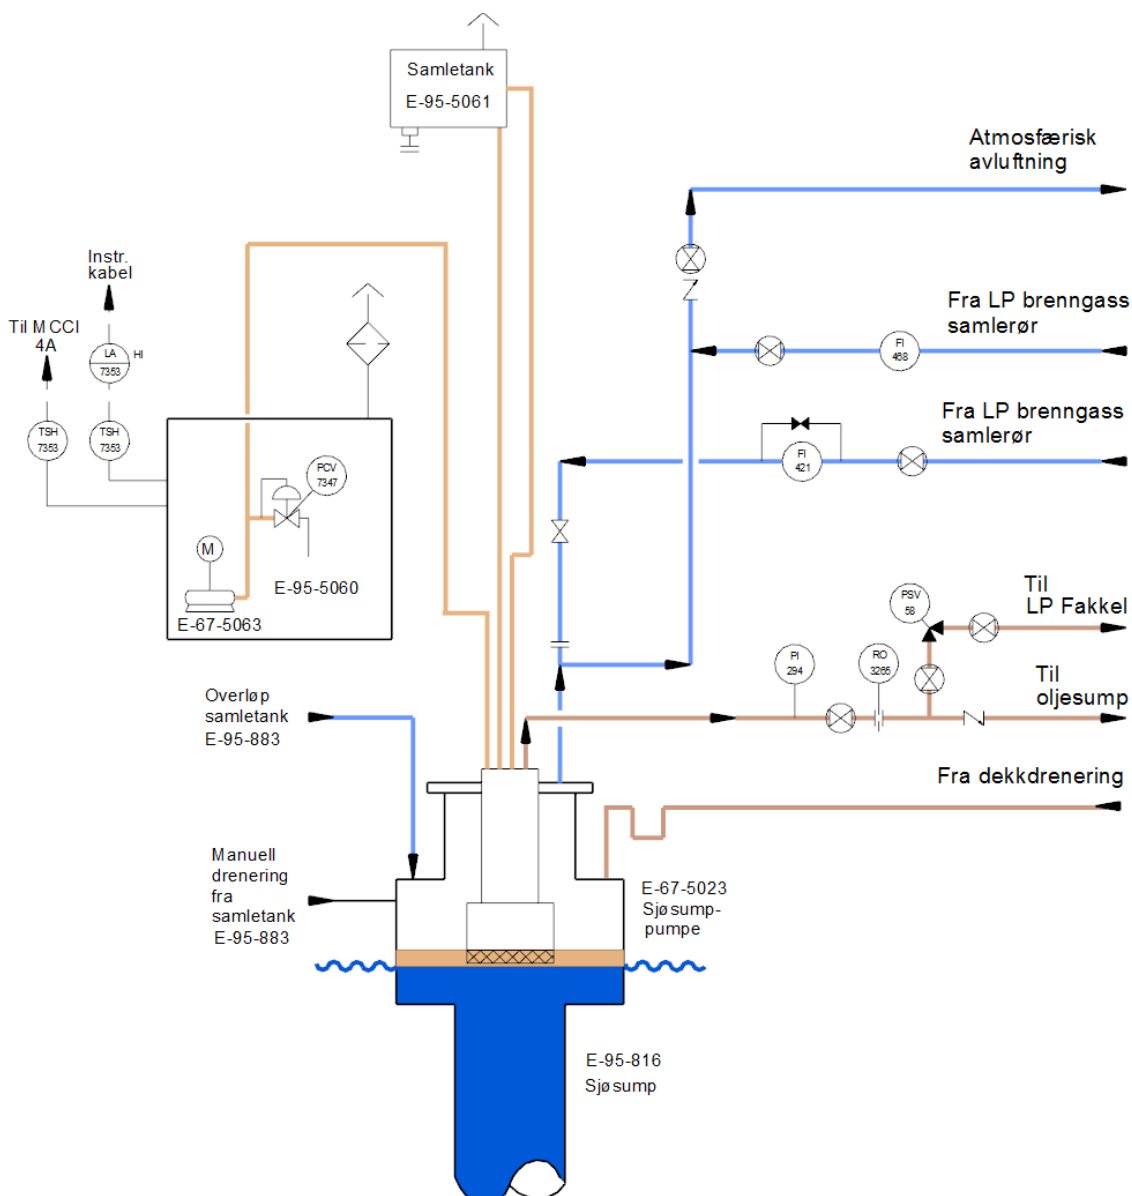 Samletank
E-95-5061
Atmosfærisk
avluftning
Instr.
kabel
Til MCCI
4A
LA
7353
HI
Fra LP brenngass
samlerør
FI
468
TSH
7353
TSH
7353
Fra LP brenngass
samlerør
FI
421
PCV
7347
M
E-95-5060
E-67-5063
PSV
58
Til
LP Fakkel
PI
294
RO
3265
Til
oljesump
Overløp
samletank
E-95-883
Fra dekkdrenering
Manuell
drenering
fra
samletank
E-95-883
E-67-5023
Sjøsump-
pumpe
E-95-816
Sjøsump